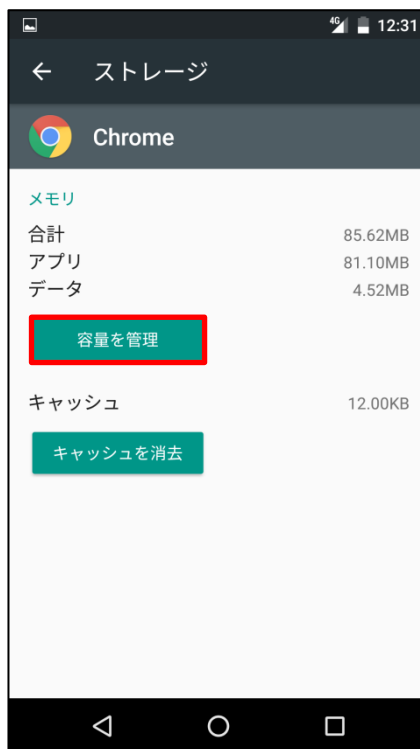 4G 12:31
ストレージ
Chrome
メモリ
合計 85.62MB
アプリ 81.10MB
データ 4.52MB
容量を管理
キャッシュ 12.00KB
キャッシュを消去